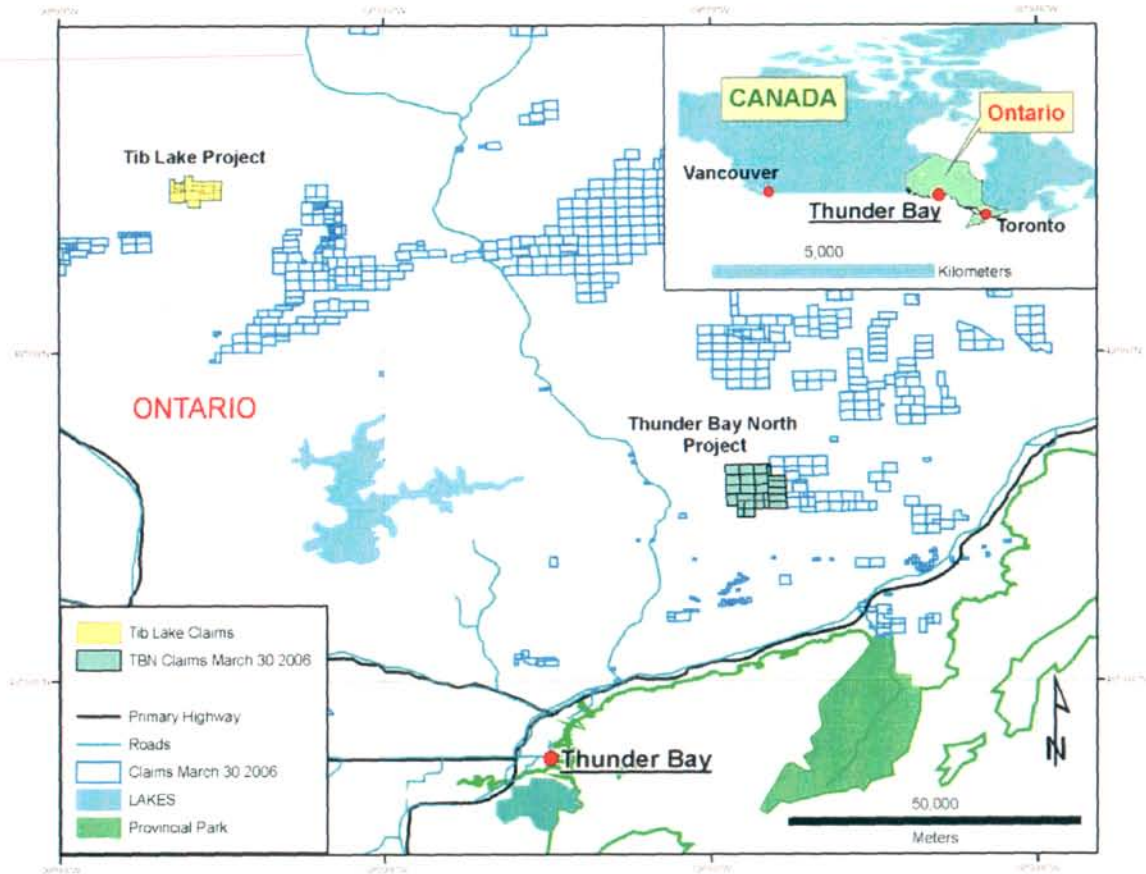 CANADA
Ontario
Vancouver
Thunder Bay
Toronto
5,000
Kilometers
Tib Lake Project
ONTARIO
Thunder Bay North
Project
Tib Lake Claims
TBN Claims March 30 2006
Primary Highway
Roads
Claims March 30 2006
LAKES
Provincial Park
Thunder Bay
50,000
Meters
N